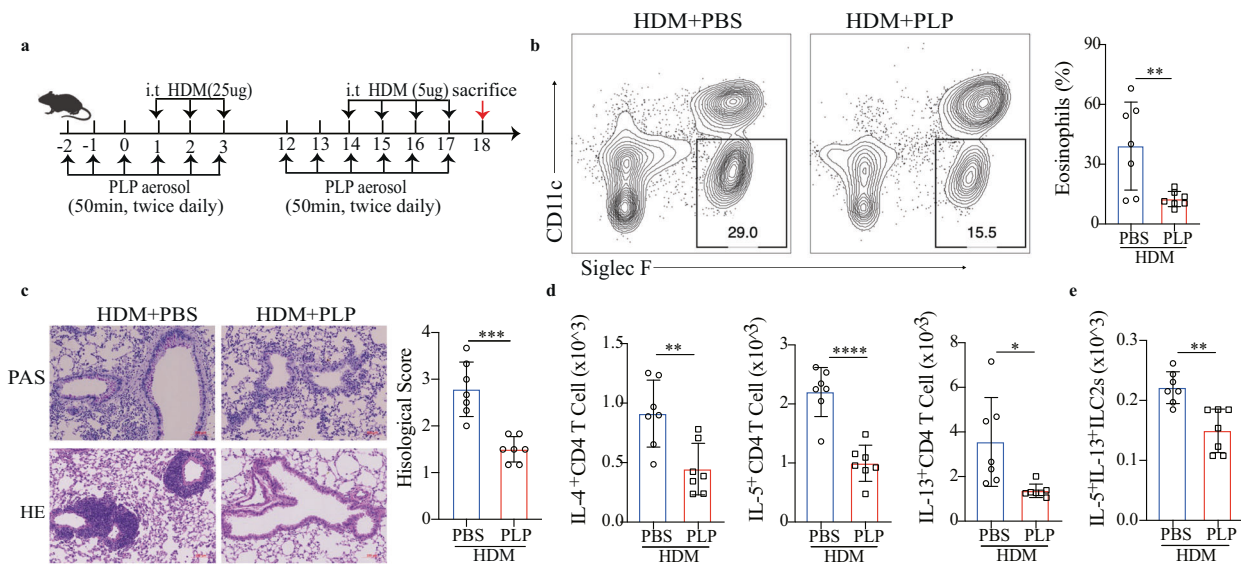 a
i.t HDM(25ug)
i.t HDM (5ug) sacrifice
-2 -1 0 1 2 3 12 13 14 15 16 17 18
PLP aerosol
(50min, twice daily)
PLP aerosol
(50min, twice daily)
b
HDM+PBS HDM+PLP
CD11c
29.0 15.5
Siglec F
Eosinophils (%)
**
90
60
30
0
PBS PLP
HDM
c
HDM+PBS HDM+PLP
PAS
HE
Hisological Score
***
4
3
2
1
0
PBS PLP
HDM
d
IL-4+CD4 T Cell (x10^3)
**
1.5
1.0
0.5
0.0
PBS PLP
HDM
IL-5+ CD4 T Cell (x10^3)
****
3
2
1
0
PBS PLP
HDM
IL-13+CD4 T Cell (x10^3)
*
8
6
4
2
0
PBS PLP
HDM
e
IL-5+IL-13+ILC2s (x10^3)
**
0.3
0.2
0.1
0.0
PBS PLP
HDM